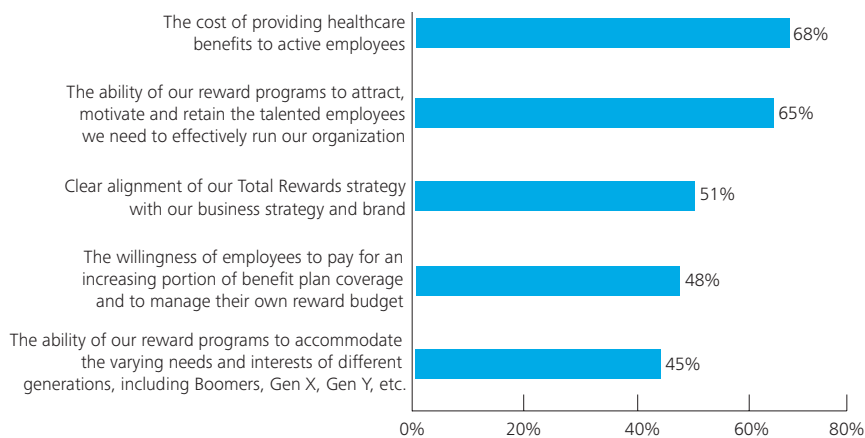 The cost of providing healthcare
benefits to active employees
68%
The ability of our reward programs to attract,
motivate and retain the talented employees
we need to effectively run our organization
65%
Clear alignment of our Total Rewards strategy
with our business strategy and brand
51%
The willingness of employees to pay for an
increasing portion of benefit plan coverage
and to manage their own reward budget
48%
The ability of our reward programs to accommodate
the varying needs and interests of different
generations, including Boomers, Gen X, Gen Y, etc.
45%
0% 20% 40% 60% 80%